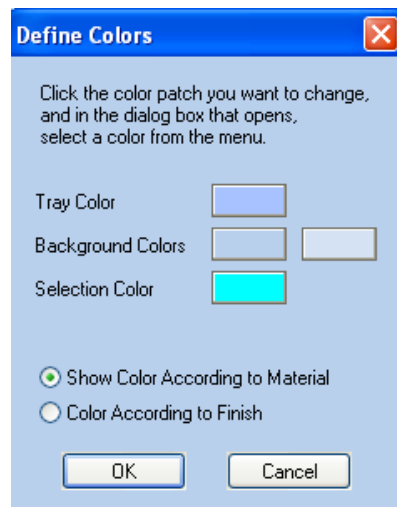 Define Colors
Click the color patch you want to change,
and in the dialog box that opens,
select a color from the menu.
Tray Color
Background Colors
Selection Color
Show Color According to Material
Color According to Finish
OK Cancel